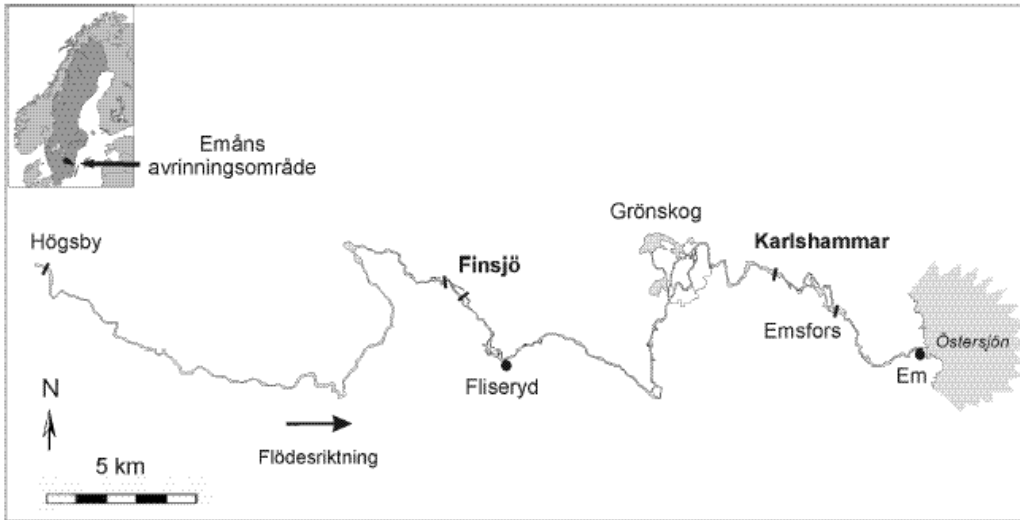 Emåns
avrinningsområde
Grönskog
Högsby
Karlshammar
Finsjö
Emsfors
Östersjön
Em
Fliseryd
N
Flödesriktning
5 km